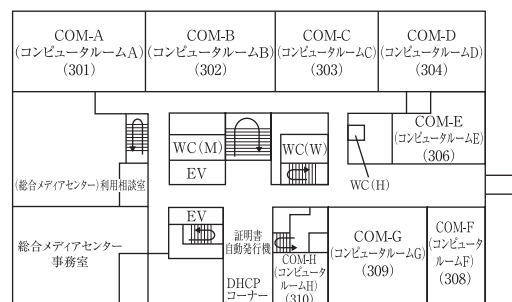 COM-A
(コンピュータルームA)
(301)
COM-B
(コンピュータルームB)
(302)
COM-C
(コンピュータルームC)
(303)
COM-D
(コンピュータルームD)
(304)
COM-E
(コンピュータルームE)
(306)
WC(M)
EV
WC(W)
WC(H)
(総合メディアセンター)利用相談室
総合メディアセンター
事務室
EV
証明書
自動発行機
DHCP
コーナー
COM-H
(コンピュータ
ルームH)
(310)
COM-G
(コンピュータルームG)
(309)
COM-F
(コンピュータ
ルームF)
(308)